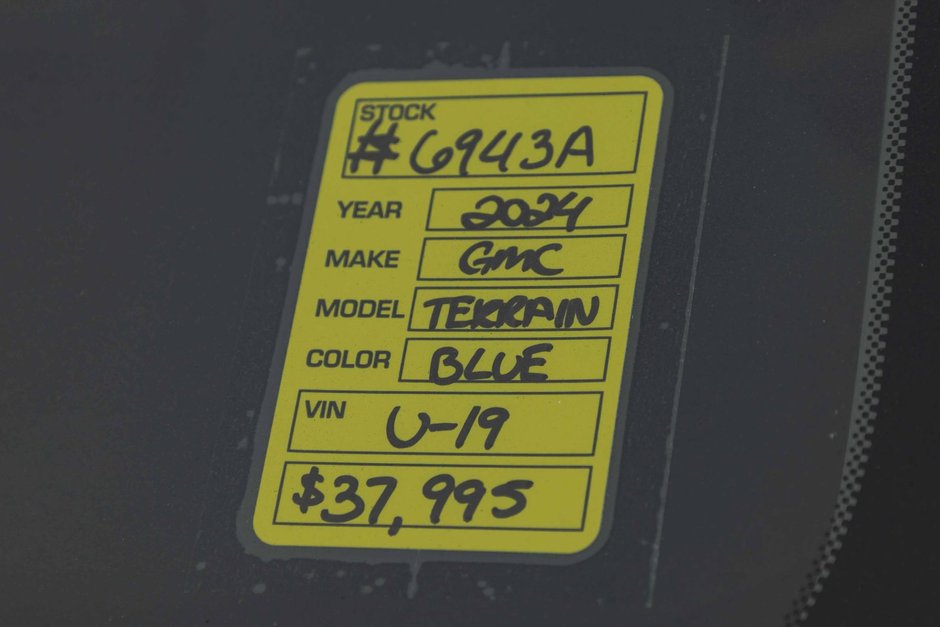 STOCK
#6943A
YEAR 2024
MAKE GMC
MODEL TERRAIN
COLOR BLUE
VIN U-19
$37,995